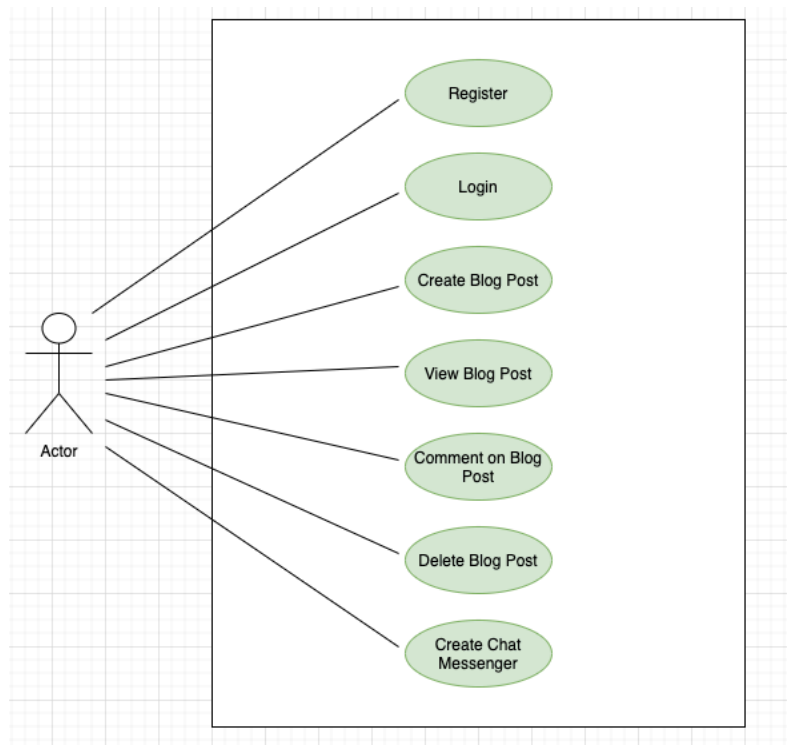 Register
Login
Create Blog Post
View Blog Post
Comment on Blog
Post
Delete Blog Post
Create Chat
Messenger
Actor